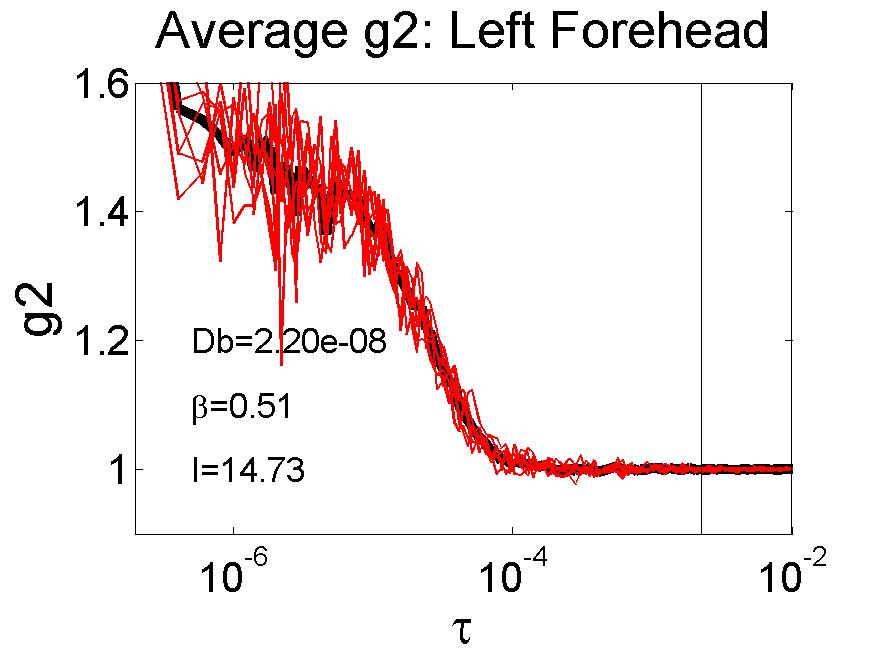 Average g2: Left Forehead
1.6
1.4
1.2
1
g2
Db=2.20e-08
β=0.51
I=14.73
10^-6
10^-4
10^-2
τ